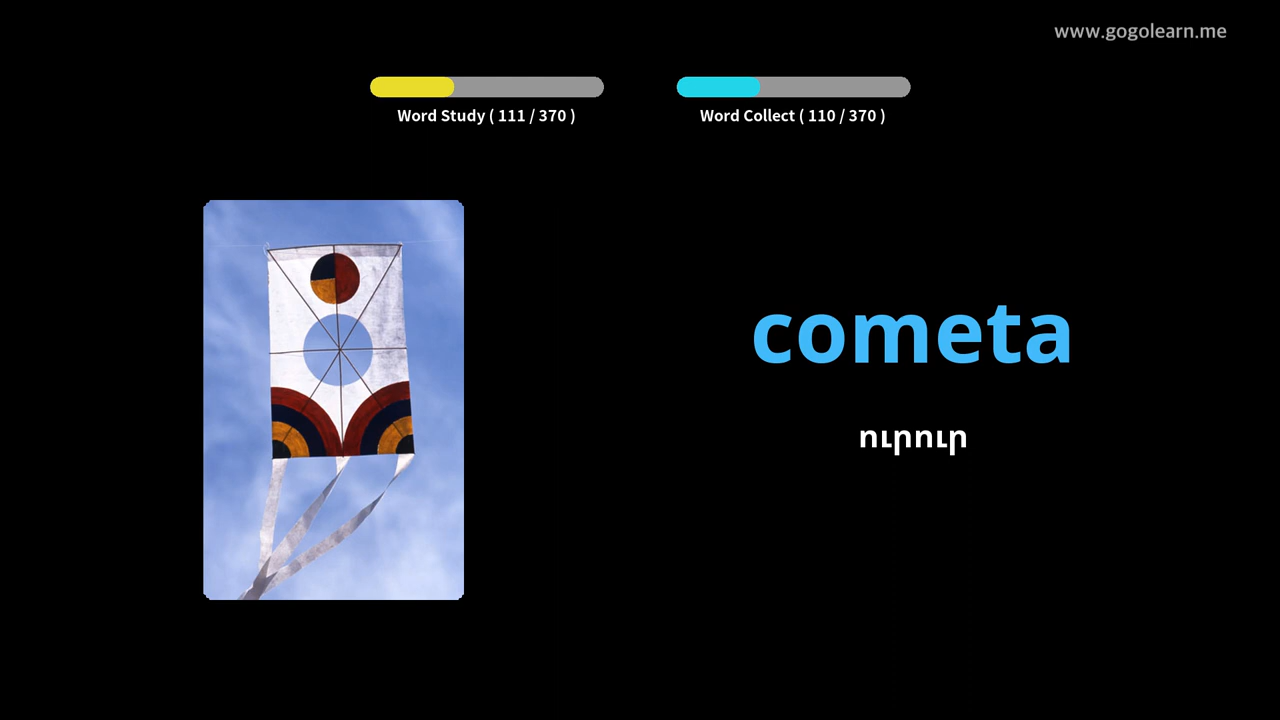 www.gogolearn.me
Word Study ( 111 / 370 )
Word Collect ( 110 / 370 )
cometa
ուրուր